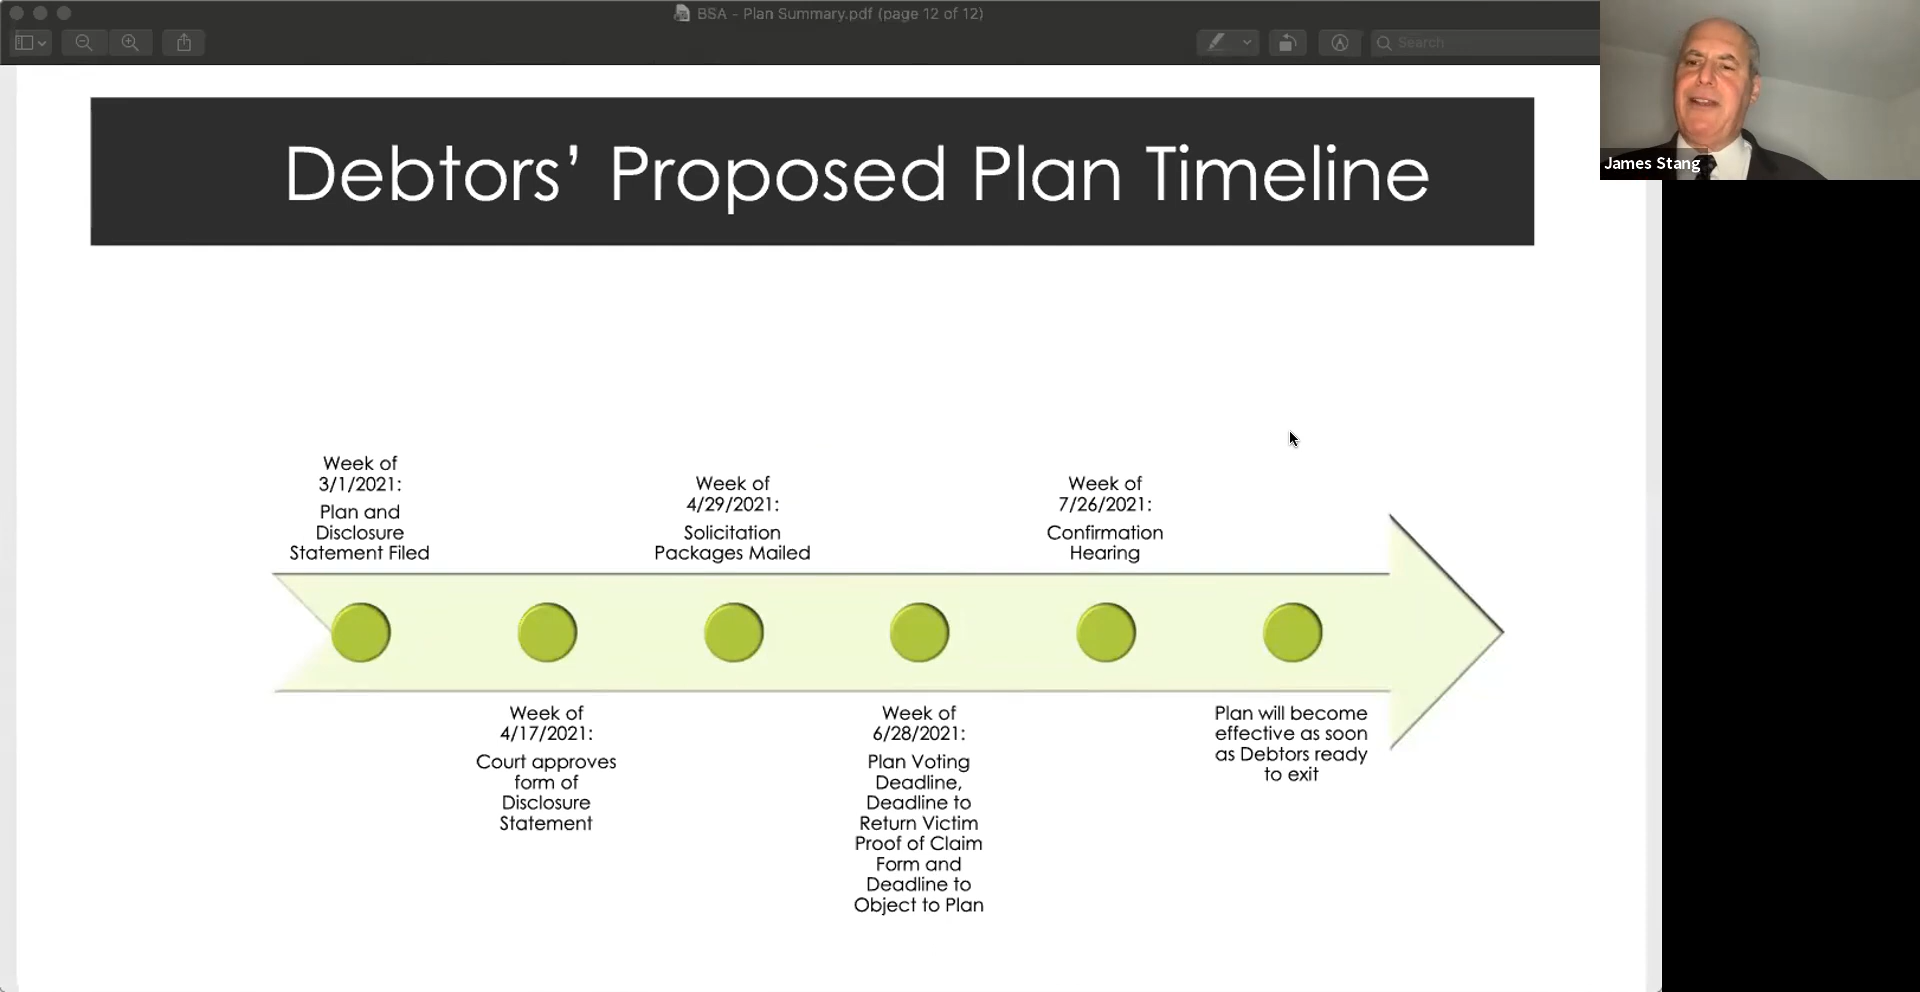 BSA - Plan Summary.pdf (page 12 of 12)
Search
James Stang
Debtors’ Proposed Plan Timeline
Week of
3/1/2021:
Plan and
Disclosure
Statement Filed
Week of
4/17/2021:
Court approves
form of
Disclosure
Statement
Week of
4/29/2021:
Solicitation
Packages Mailed
Week of
6/28/2021:
Plan Voting
Deadline,
Deadline to
Return Victim
Proof of Claim
Form and
Deadline to
Object to Plan
Week of
7/26/2021:
Confirmation
Hearing
Plan will become
effective as soon
as Debtors ready
to exit